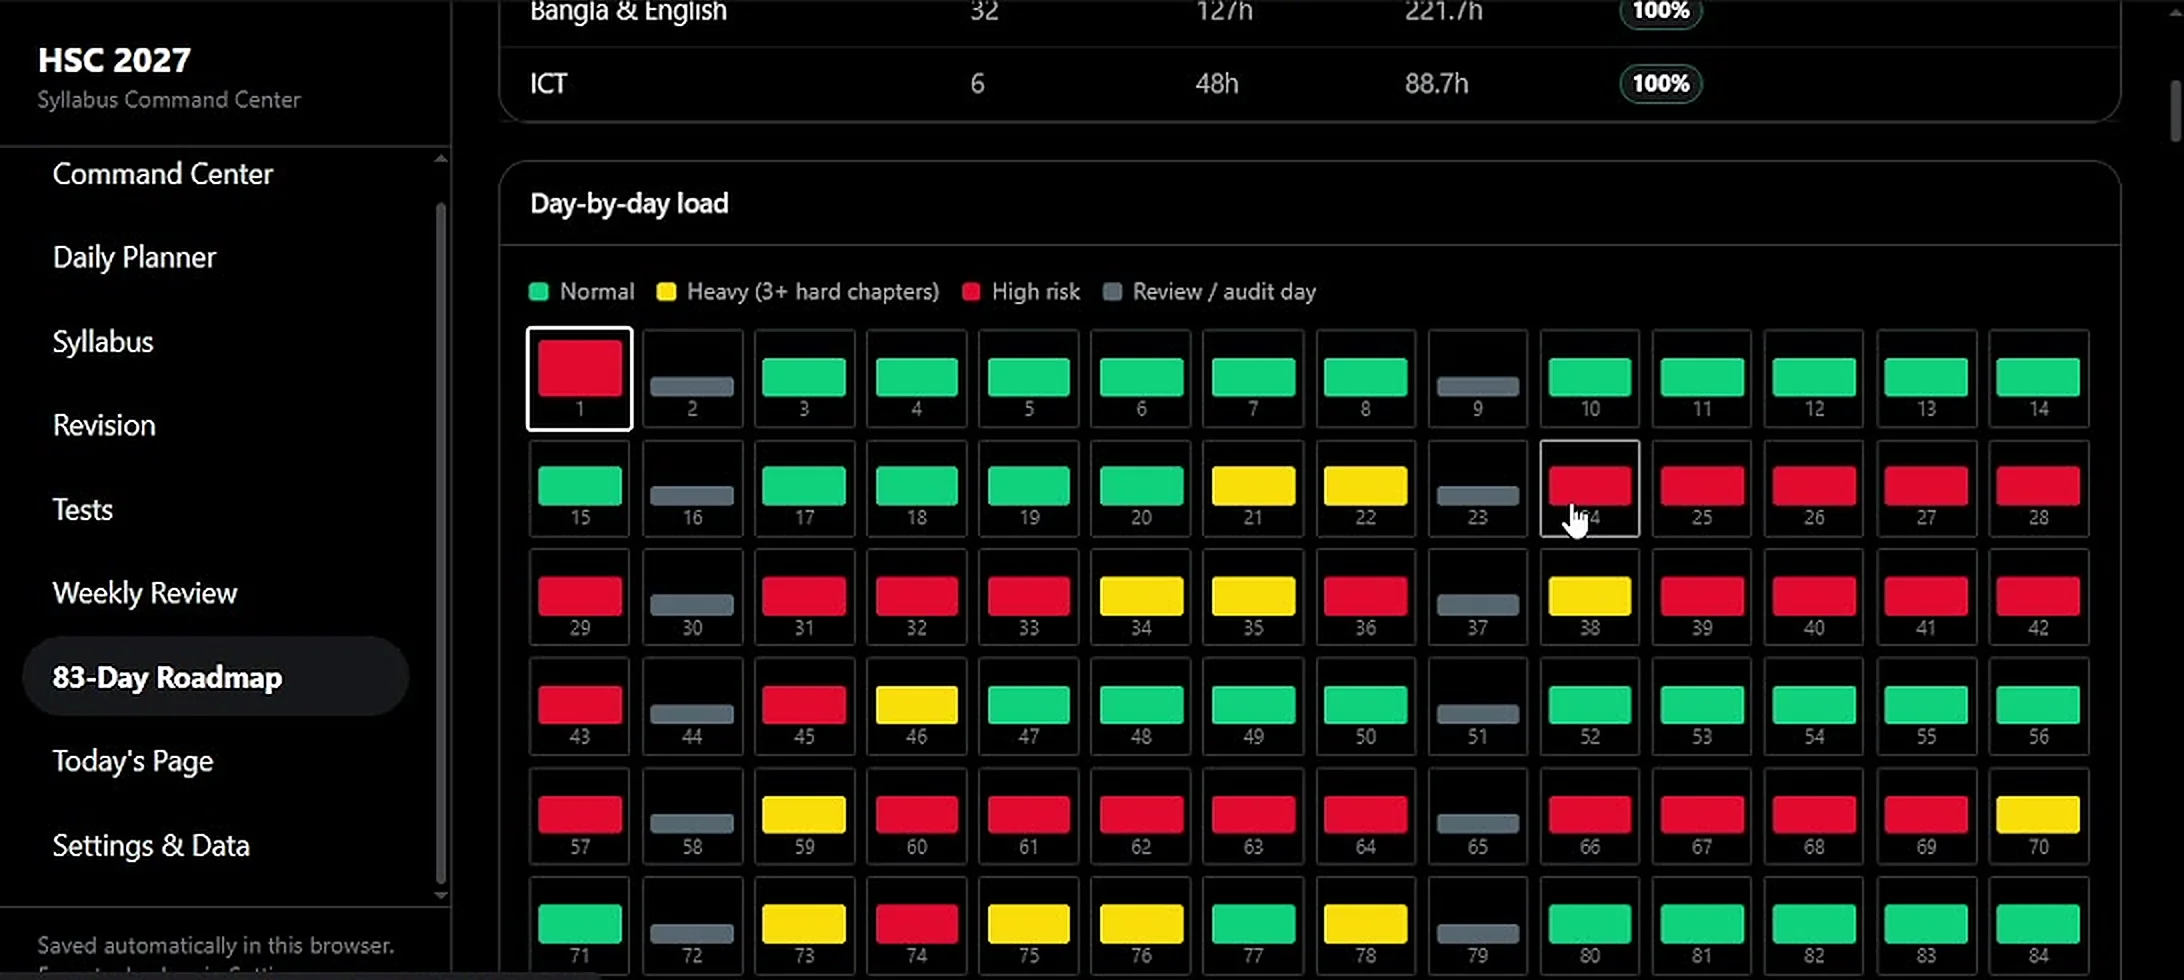 HSC 2027
Syllabus Command Center
Command Center
Daily Planner
Syllabus
Revision
Tests
Weekly Review
83-Day Roadmap
Today's Page
Settings & Data
Saved automatically in this browser.
Bangla & English 32 127h 221.7h 100%
ICT 6 48h 88.7h 100%
Day-by-day load
Normal Heavy (3+ hard chapters) High risk Review / audit day
1 2 3 4 5 6 7 8 9 10 11 12 13 14
15 16 17 18 19 20 21 22 23 25 26 27 28
29 30 31 32 33 34 35 36 37 38 39 40 41 42
43 44 45 46 47 48 49 50 51 52 53 54 55 56
57 58 59 60 61 62 63 64 65 66 67 68 69 70
71 72 73 74 75 76 77 78 79 80 81 82 83 84